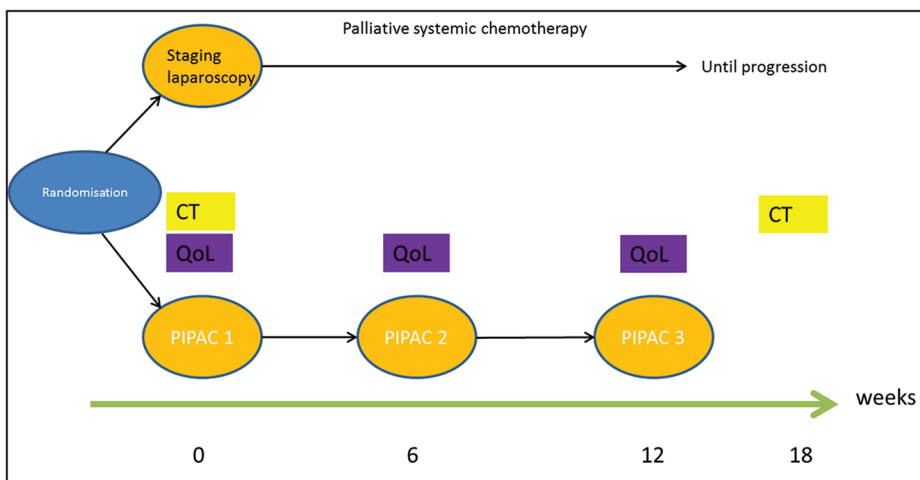 Palliative systemic chemotherapy
Staging
laparoscopy
Until progression
Randomisation
CT
CT
QoL
QoL
QoL
PIPAC 1
PIPAC 2
PIPAC 3
weeks
0
6
12
18